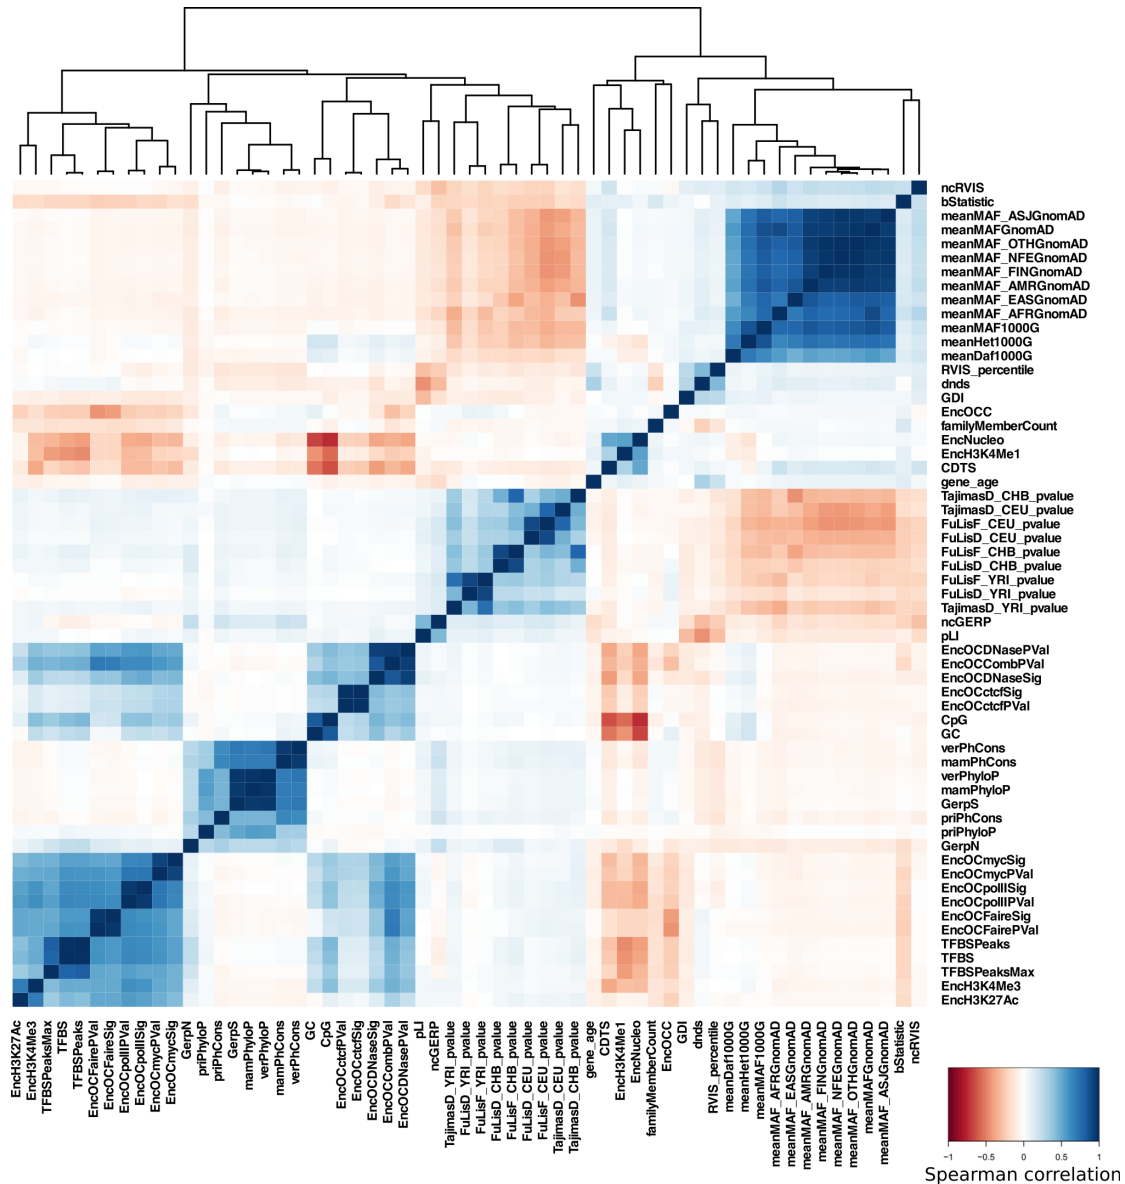 ncRVIS
bStatistic
meanMAF_ASJGnomAD
meanMAFGnomAD
meanMAF_OTHGnomAD
meanMAF_NFEGnomAD
meanMAF_FINGnomAD
meanMAF_AMRGnomAD
meanMAF_EASGnomAD
meanMAF_AFRGnomAD
meanMAF1000G
meanHet1000G
meanDaf1000G
RVIS_percentile
dnds
GDI
EncOCC
familyMemberCount
EncNucleo
EncH3K4Me1
CDTS
gene_age
TajimasD_CHB_pvalue
TajimasD_CEU_pvalue
FuLisF_CEU_pvalue
FuLisD_CEU_pvalue
FuLisF_CHB_pvalue
FuLisD_CHB_pvalue
FuLisF_YRI_pvalue
FuLisD_YRI_pvalue
TajimasD_YRI_pvalue
ncGERP
pLI
EncOCDNasePVal
EncOCCombPVal
EncOCDNaseSig
EncOCctcfSig
EncOCctcfPVal
CpG
GC
verPhCons
mamPhCons
verPhyloP
mamPhyloP
GerpS
priPhCons
priPhyloP
GerpN
EncOCmycSig
EncOCmycPVal
EncOCpolIISig
EncOCpolIIPVal
EncOCFaireSig
EncOCFairePVal
TFBSPeaks
TFBS
TFBSPeaksMax
EncH3K4Me3
EncH3K27Ac
EncH3K27Ac
EncH3K4Me3
TFBSPeaksMax
TFBS
TFBSPeaks
EncOCFairePVal
EncOCFaireSig
EncOCpolIIPVal
EncOCpolIISig
EncOCmycPVal
EncOCmycSig
GerpN
priPhyloP
priPhCons
GerpS
mamPhyloP
verPhyloP
mamPhCons
verPhCons
GC
CpG
EncOCctcfPVal
EncOCctcfSig
EncOCDNaseSig
EncOCCombPVal
EncOCDNasePVal
pLI
ncGERP
TajimasD_YRI_pvalue
FuLisD_YRI_pvalue
FuLisF_YRI_pvalue
FuLisD_CHB_pvalue
FuLisF_CHB_pvalue
FuLisD_CEU_pvalue
FuLisF_CEU_pvalue
TajimasD_CEU_pvalue
TajimasD_CHB_pvalue
gene_age
CDTS
EncH3K4Me1
EncNucleo
familyMemberCount
EncOCC
GDI
dnds
RVIS_percentile
meanDaf1000G
meanHet1000G
meanMAF1000G
meanMAF_AFRGnomAD
meanMAF_EASGnomAD
meanMAF_AMRGnomAD
meanMAF_FINGnomAD
meanMAF_NFEGnomAD
meanMAF_OTHGnomAD
meanMAFGnomAD
meanMAF_ASJGnomAD
bStatistic
ncRVIS
−1 −0.5 0 0.5 1
Spearman correlation